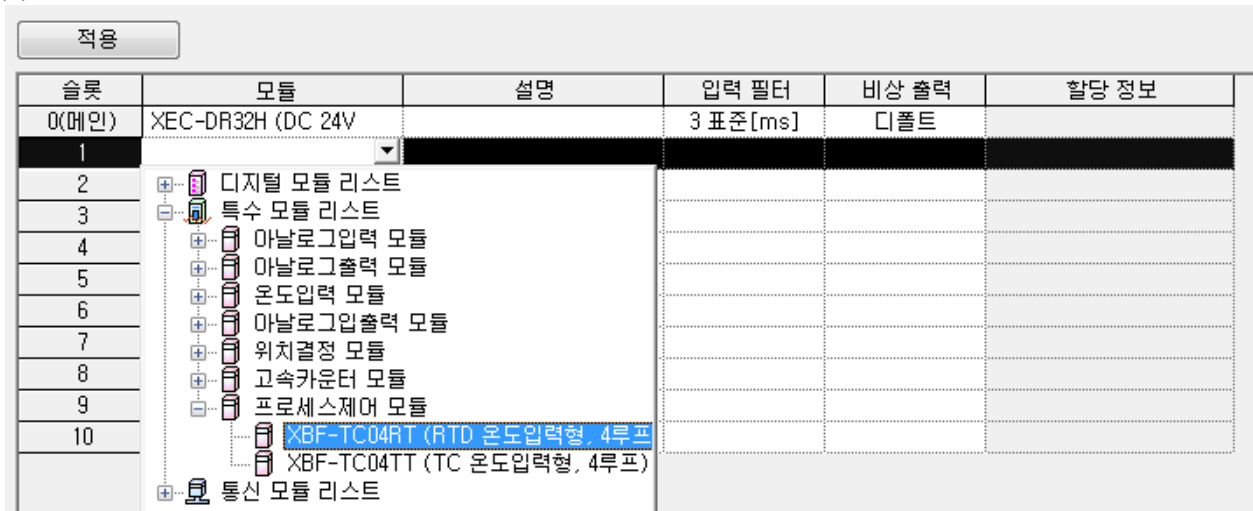 적용
슬롯 모듈 설명 입력 필터 비상 출력 할당 정보
0(메인) XEC-DR32H (DC 24V 3 표준[ms] 디폴트
1
2 디지털 모듈 리스트
3 특수 모듈 리스트
4 아날로그입력 모듈
5 아날로그출력 모듈
6 온도입력 모듈
7 아날로그입출력 모듈
8 위치결정 모듈
9 고속카운터 모듈
10 프로세스제어 모듈
XBF-TC04RT (RTD 온도입력형, 4루프
XBF-TC04TT (TC 온도입력형, 4루프)
통신 모듈 리스트